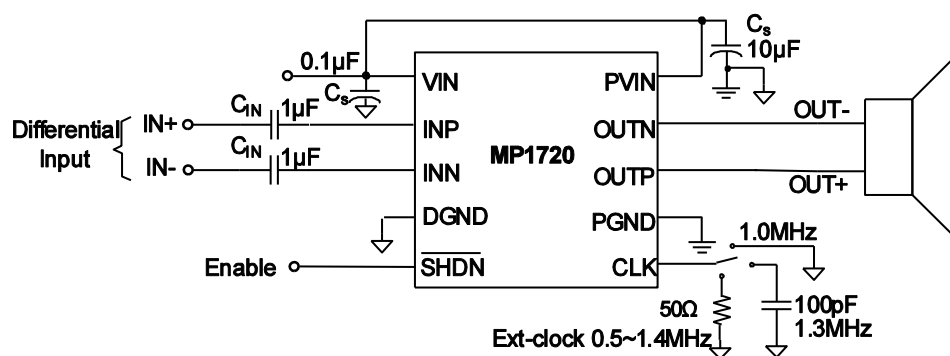 Cs
10μF
0.1μF
VIN
PVIN
Cs
CIN
1μF
OUT-
Differential
Input
IN+
INP
OUTN
CIN
1μF
MP1720
IN-
INN
OUTP
OUT+
DGND
PGND
1.0MHz
Enable
SHDN
CLK
50Ω
100pF
1.3MHz
Ext-clock 0.5~1.4MHz